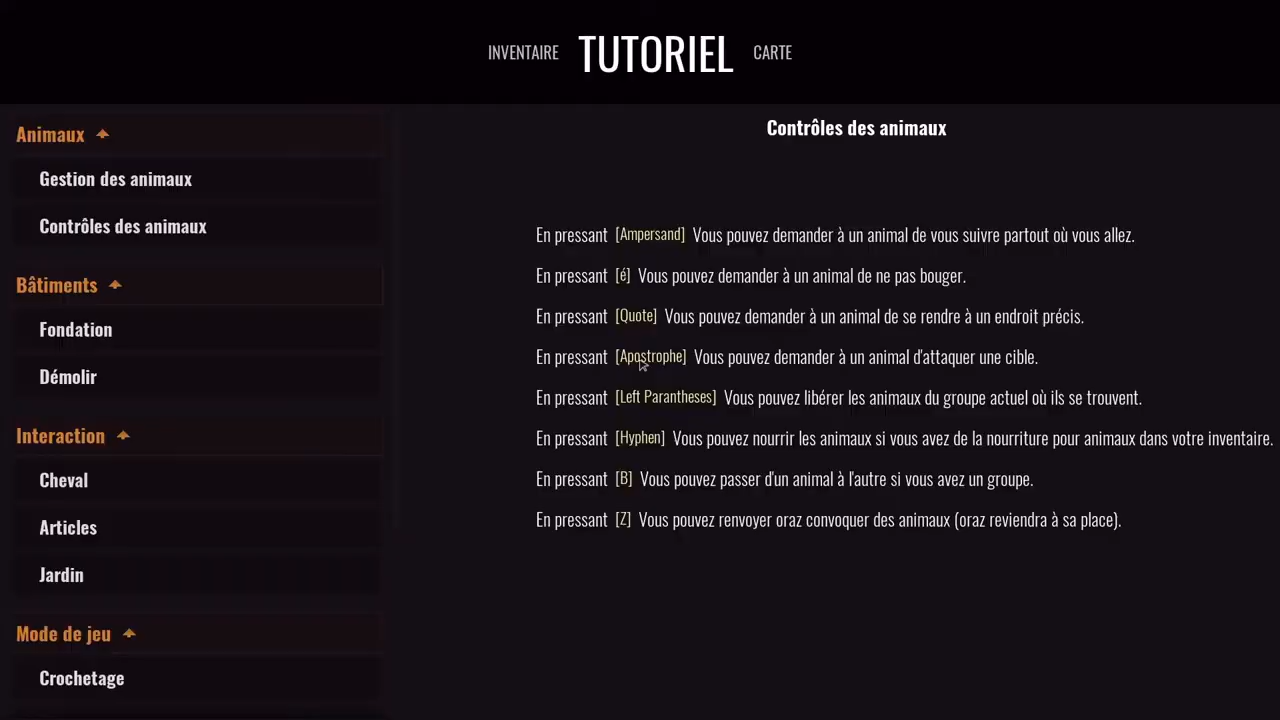 INVENTAIRE TUTORIEL CARTE
Animaux
Gestion des animaux
Contrôles des animaux
Bâtiments
Fondation
Démolir
Interaction
Cheval
Articles
Jardin
Mode de jeu
Crochetage
Contrôles des animaux
En pressant [Ampersand] Vous pouvez demander à un animal de vous suivre partout où vous allez.
En pressant [é] Vous pouvez demander à un animal de ne pas bouger.
En pressant [Quote] Vous pouvez demander à un animal de se rendre à un endroit précis.
En pressant [Apostrophe] Vous pouvez demander à un animal d'attaquer une cible.
En pressant [Left Parantheses] Vous pouvez libérer les animaux du groupe actuel où ils se trouvent.
En pressant [Hyphen] Vous pouvez nourrir les animaux si vous avez de la nourriture pour animaux dans votre inventaire.
En pressant [B] Vous pouvez passer d'un animal à l'autre si vous avez un groupe.
En pressant [Z] Vous pouvez renvoyer oraz convoquer des animaux (oraz reviendra à sa place).